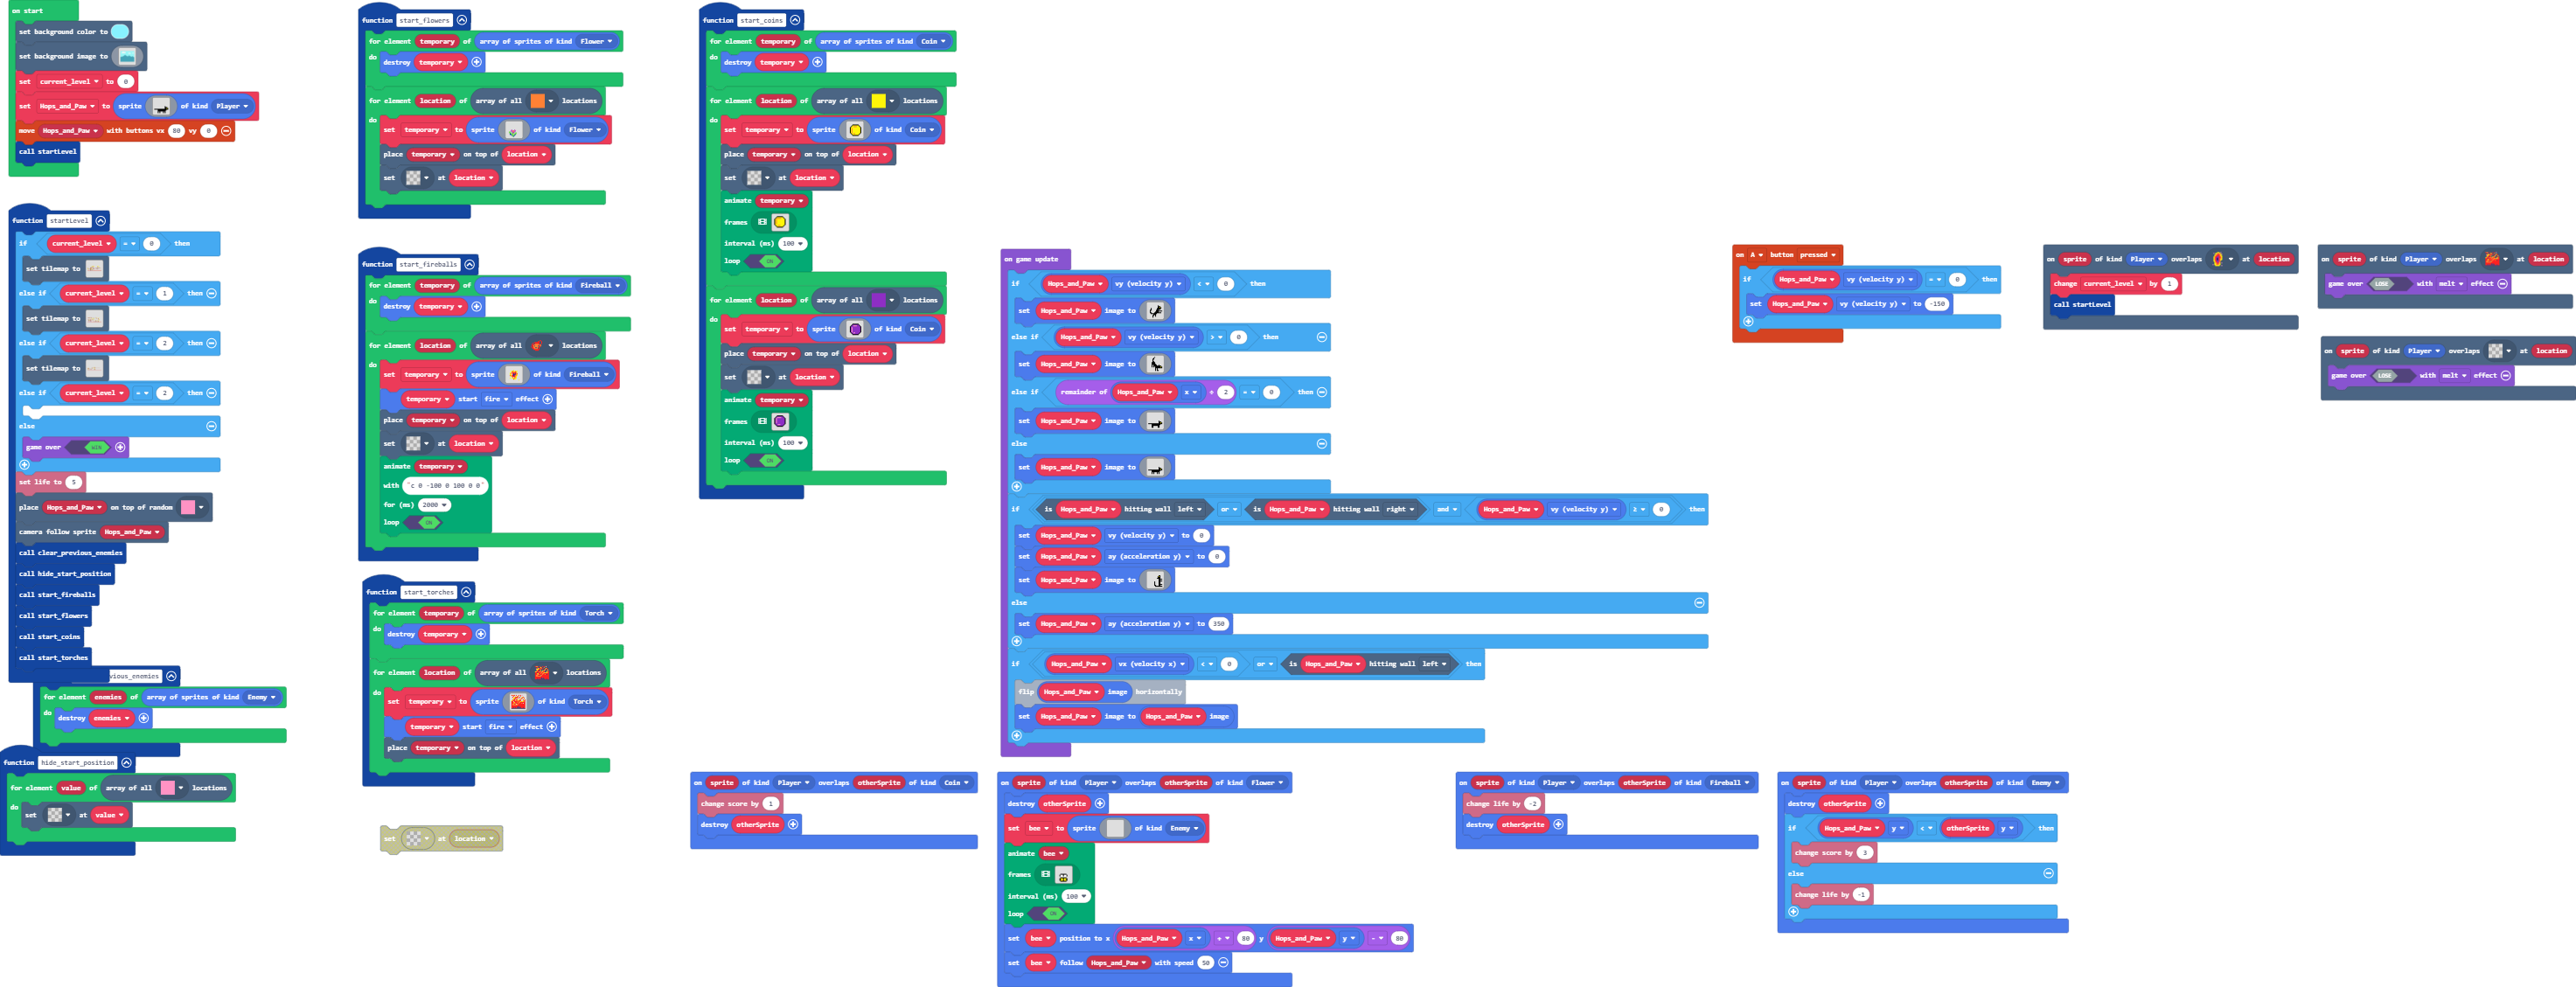 on start
set background color to
set background image to
set current_level to 0
set Hops_and_Paw to sprite of kind Player
move Hops_and_Paw with buttons vx 80 vy 0
call startLevel
function startLevel
if current_level = 0 then
set tilemap to
else if current_level = 1 then
set tilemap to
else if current_level = 2 then
set tilemap to
else if current_level = 2 then
else
game over WIN
set life to 5
place Hops_and_Paw on top of random
camera follow sprite Hops_and_Paw
call clear_previous_enemies
call hide_start_position
call start_fireballs
call start_flowers
call start_coins
call start_torches
vious_enemies
for element enemies of array of sprites of kind Enemy
do
destroy enemies
function hide_start_position
for element value of array of all locations
do
set at value
function start_flowers
for element temporary of array of sprites of kind Flower
do
destroy temporary
for element location of array of all locations
do
set temporary to sprite of kind Flower
place temporary on top of location
set at location
function start_fireballs
for element temporary of array of sprites of kind Fireball
do
destroy temporary
for element location of array of all locations
do
set temporary to sprite of kind Fireball
temporary start fire effect
place temporary on top of location
set at location
animate temporary
with "c 0 -100 0 100 0 0"
for (ms) 2000
loop ON
function start_torches
for element temporary of array of sprites of kind Torch
do
destroy temporary
for element location of array of all locations
do
set temporary to sprite of kind Torch
temporary start fire effect
place temporary on top of location
set at location
function start_coins
for element temporary of array of sprites of kind Coin
do
destroy temporary
for element location of array of all locations
do
set temporary to sprite of kind Coin
place temporary on top of location
set at location
animate temporary
frames
interval (ms) 100
loop ON
for element location of array of all locations
do
set temporary to sprite of kind Coin
place temporary on top of location
set at location
animate temporary
frames
interval (ms) 100
loop ON
on game update
if Hops_and_Paw vy (velocity y) < 0 then
set Hops_and_Paw image to
else if Hops_and_Paw vy (velocity y) > 0 then
set Hops_and_Paw image to
else if remainder of Hops_and_Paw x ÷ 2 = 0 then
set Hops_and_Paw image to
else
set Hops_and_Paw image to
if is Hops_and_Paw hitting wall left or is Hops_and_Paw hitting wall right and Hops_and_Paw vy (velocity y) ≥ 0 then
set Hops_and_Paw vy (velocity y) to 0
set Hops_and_Paw ay (acceleration y) to 0
set Hops_and_Paw image to
else
set Hops_and_Paw ay (acceleration y) to 350
if Hops_and_Paw vx (velocity x) < 0 or is Hops_and_Paw hitting wall left then
flip Hops_and_Paw image horizontally
set Hops_and_Paw image to Hops_and_Paw image
on A button pressed
if Hops_and_Paw vy (velocity y) = 0 then
set Hops_and_Paw vy (velocity y) to -150
on sprite of kind Player overlaps at location
change current_level by 1
call startLevel
on sprite of kind Player overlaps at location
game over LOSE with melt effect
on sprite of kind Player overlaps at location
game over LOSE with melt effect
on sprite of kind Player overlaps otherSprite of kind Coin
change score by 1
destroy otherSprite
on sprite of kind Player overlaps otherSprite of kind Flower
destroy otherSprite
set bee to sprite of kind Enemy
animate bee
frames
interval (ms) 100
loop ON
set bee position to x Hops_and_Paw x + 80 y Hops_and_Paw y - 80
set bee follow Hops_and_Paw with speed 50
on sprite of kind Player overlaps otherSprite of kind Fireball
change life by -2
destroy otherSprite
on sprite of kind Player overlaps otherSprite of kind Enemy
destroy otherSprite
if Hops_and_Paw y < otherSprite y then
change score by 3
else
change life by -1